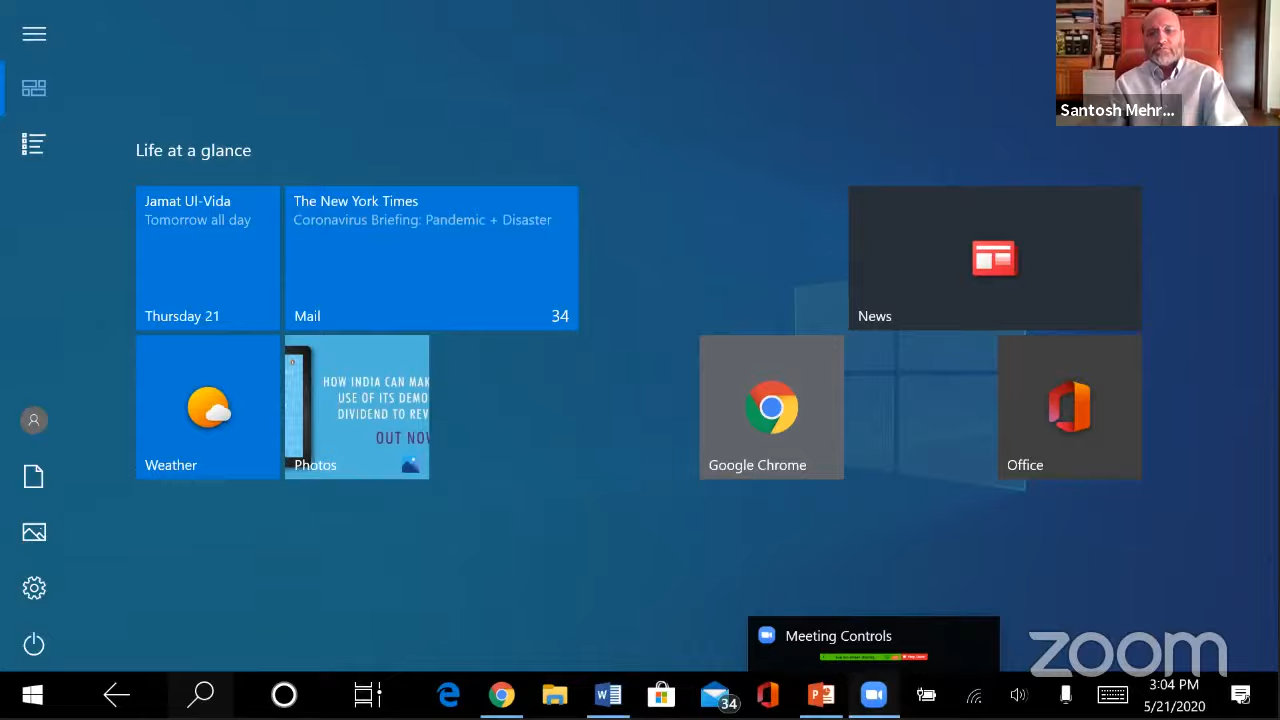 Santosh Mehr...
Life at a glance
Jamat Ul-Vida
Tomorrow all day
Thursday 21
The New York Times
Coronavirus Briefing: Pandemic + Disaster
Mail
34
News
Weather
HOW INDIA CAN MAK
USE OF ITS DEMO
DIVIDEND TO REV
OUT NOW
Photos
Google Chrome
Office
Meeting Controls
zoom
34
3:04 PM
5/21/2020